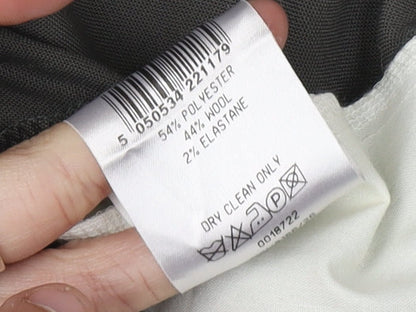 5 050534 221179
54% POLYESTER
44% WOOL
2% ELASTANE
DRY CLEAN ONLY
P
0018722